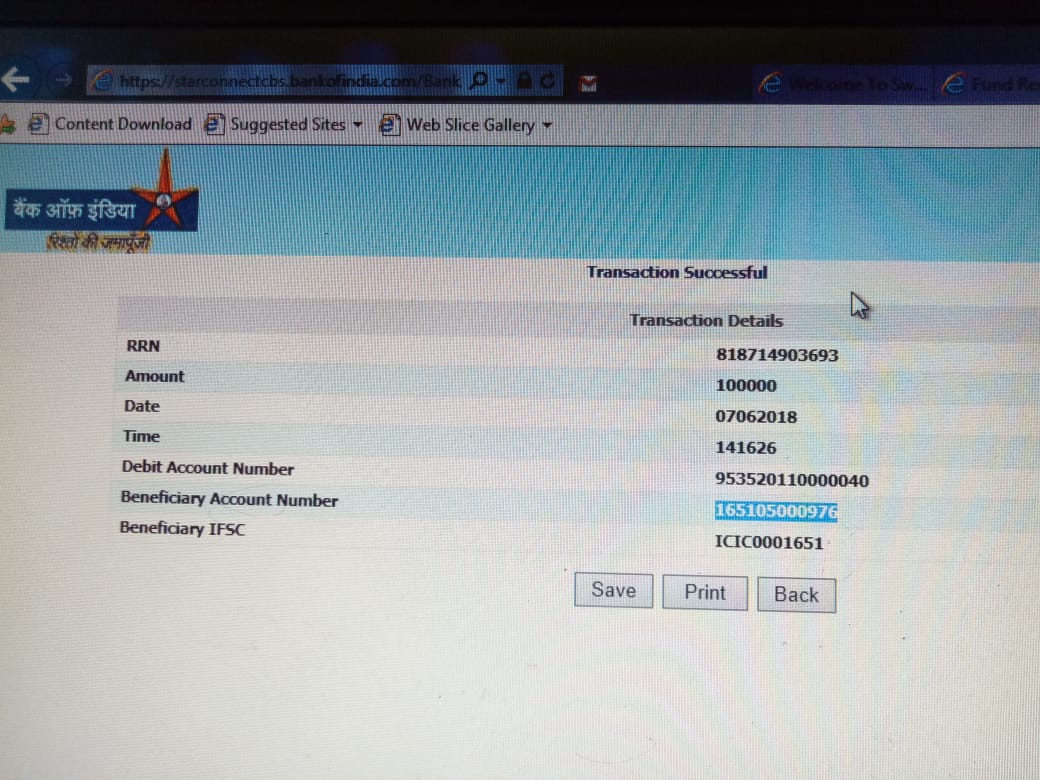 https://starconnectcbs.bankofindia.com/Bank
Welcome To Sw...
Fund Re
Content Download Suggested Sites Web Slice Gallery
बैंक ऑफ़ इंडिया
रिश्तों की जमापूँजी
Transaction Successful
Transaction Details
RRN 818714903693
Amount 100000
Date 07062018
Time 141626
Debit Account Number 953520110000040
Beneficiary Account Number 165105000976
Beneficiary IFSC ICIC0001651
Save Print Back